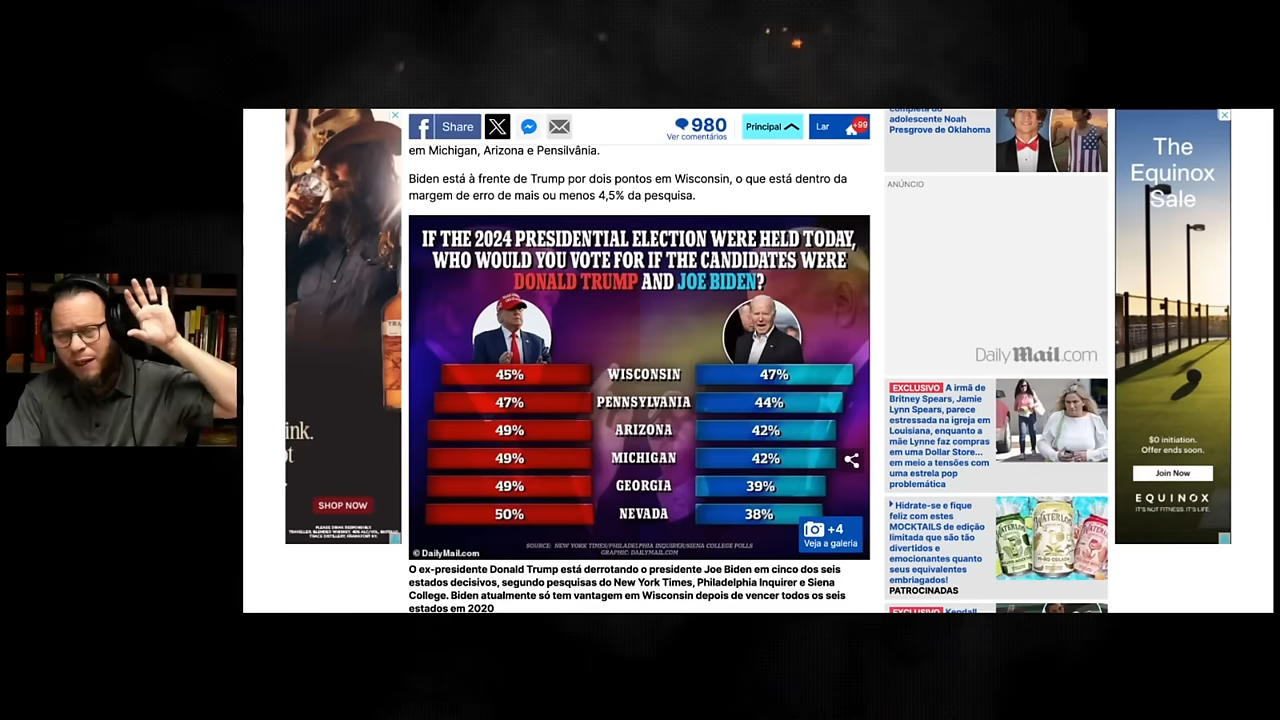 Share
980
Ver comentários
Principal
Lar
+99
em Michigan, Arizona e Pensilvânia.
Biden está à frente de Trump por dois pontos em Wisconsin, o que está dentro da
margem de erro de mais ou menos 4,5% da pesquisa.
IF THE 2024 PRESIDENTIAL ELECTION WERE HELD TODAY,
WHO WOULD YOU VOTE FOR IF THE CANDIDATES WERE
DONALD TRUMP AND JOE BIDEN?
45% WISCONSIN 47%
47% PENNSYLVANIA 44%
49% ARIZONA 42%
49% MICHIGAN 42%
49% GEORGIA 39%
50% NEVADA 38%
SOURCE: NEW YORK TIMES/PHILADELPHIA INQUIRER/SIENA COLLEGE POLLS
GRAPHIC: DAILYMAIL.COM
© DailyMail.com
+4
Veja a galeria
O ex-presidente Donald Trump está derrotando o presidente Joe Biden em cinco dos seis
estados decisivos, segundo pesquisas do New York Times, Philadelphia Inquirer e Siena
College. Biden atualmente só tem vantagem em Wisconsin depois de vencer todos os seis
estados em 2020
ink.
SHOP NOW
PLEASE DRINK RESPONSIBLY.
adolescente Noah
Presgrove de Oklahoma
ANÚNCIO
DailyMail.com
EXCLUSIVO A irmã de
Britney Spears, Jamie
Lynn Spears, parece
estressada na igreja em
Louisiana, enquanto a
mãe Lynne faz compras
em uma Dollar Store...
em meio a tensões com
uma estrela pop
problemática
Hidrate-se e fique
feliz com estes
MOCKTAILS de edição
limitada que são tão
divertidos e
emocionantes quanto
seus equivalentes
embriagados!
PATROCINADAS
EXCLUSIVO Kendall
WATERLOO
The
Equinox
Sale
$0 initiation.
Offer ends soon.
Join Now
EQUINOX
IT'S NOT FITNESS. IT'S LIFE.